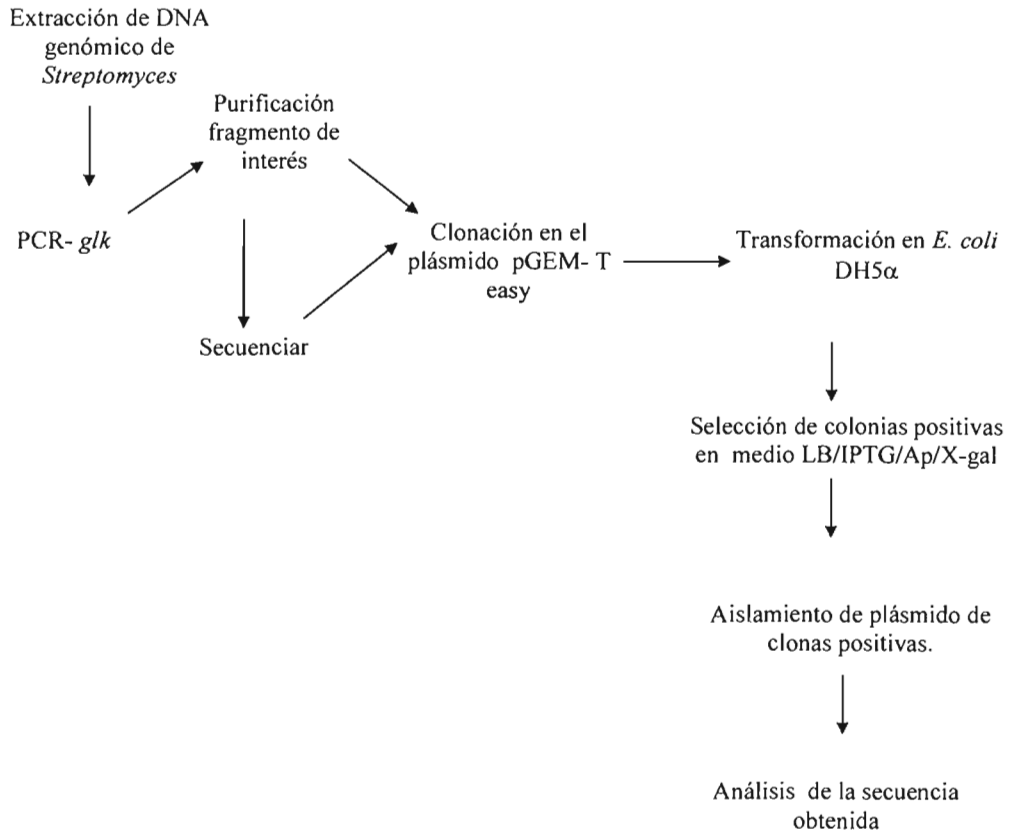 Extracción de DNA
genómico de
Streptomyces
Purificación
fragmento de
interés
PCR- glk
Secuenciar
Clonación en el
plásmido pGEM- T
easy
Transformación en E. coli
DH5α
Selección de colonias positivas
en medio LB/IPTG/Ap/X-gal
Aislamiento de plásmido de
clonas positivas.
Análisis de la secuencia
obtenida